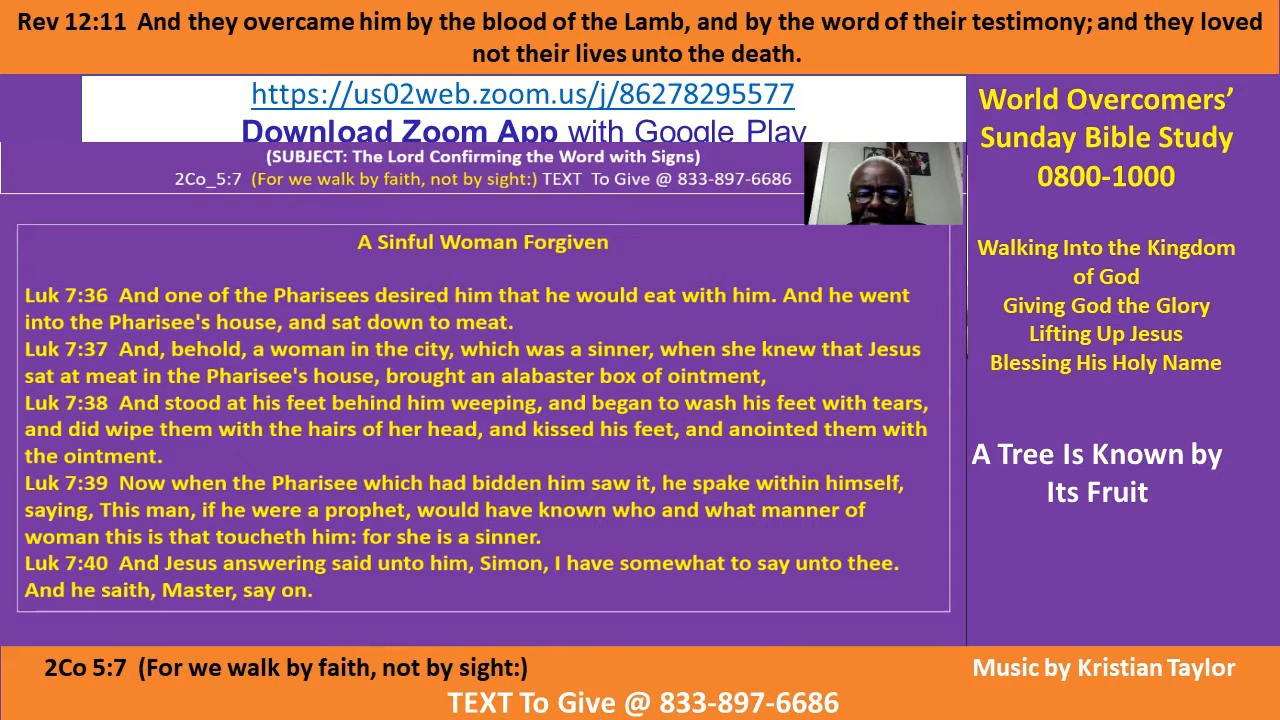 Rev 12:11  And they overcame him by the blood of the Lamb, and by the word of their testimony; and they loved
not their lives unto the death.
https://us02web.zoom.us/j/86278295577
Download Zoom App with Google Play
(SUBJECT: The Lord Confirming the Word with Signs)
2Co_5:7  (For we walk by faith, not by sight:) TEXT  To Give @ 833-897-6686
A Sinful Woman Forgiven
Luk 7:36  And one of the Pharisees desired him that he would eat with him. And he went
into the Pharisee's house, and sat down to meat.
Luk 7:37  And, behold, a woman in the city, which was a sinner, when she knew that Jesus
sat at meat in the Pharisee's house, brought an alabaster box of ointment,
Luk 7:38  And stood at his feet behind him weeping, and began to wash his feet with tears,
and did wipe them with the hairs of her head, and kissed his feet, and anointed them with
the ointment.
Luk 7:39  Now when the Pharisee which had bidden him saw it, he spake within himself,
saying, This man, if he were a prophet, would have known who and what manner of
woman this is that toucheth him: for she is a sinner.
Luk 7:40  And Jesus answering said unto him, Simon, I have somewhat to say unto thee.
And he saith, Master, say on.
World Overcomers'
Sunday Bible Study
0800-1000
Walking Into the Kingdom
of God
Giving God the Glory
Lifting Up Jesus
Blessing His Holy Name
A Tree Is Known by
Its Fruit
2Co 5:7  (For we walk by faith, not by sight:)
Music by Kristian Taylor
TEXT To Give @ 833-897-6686